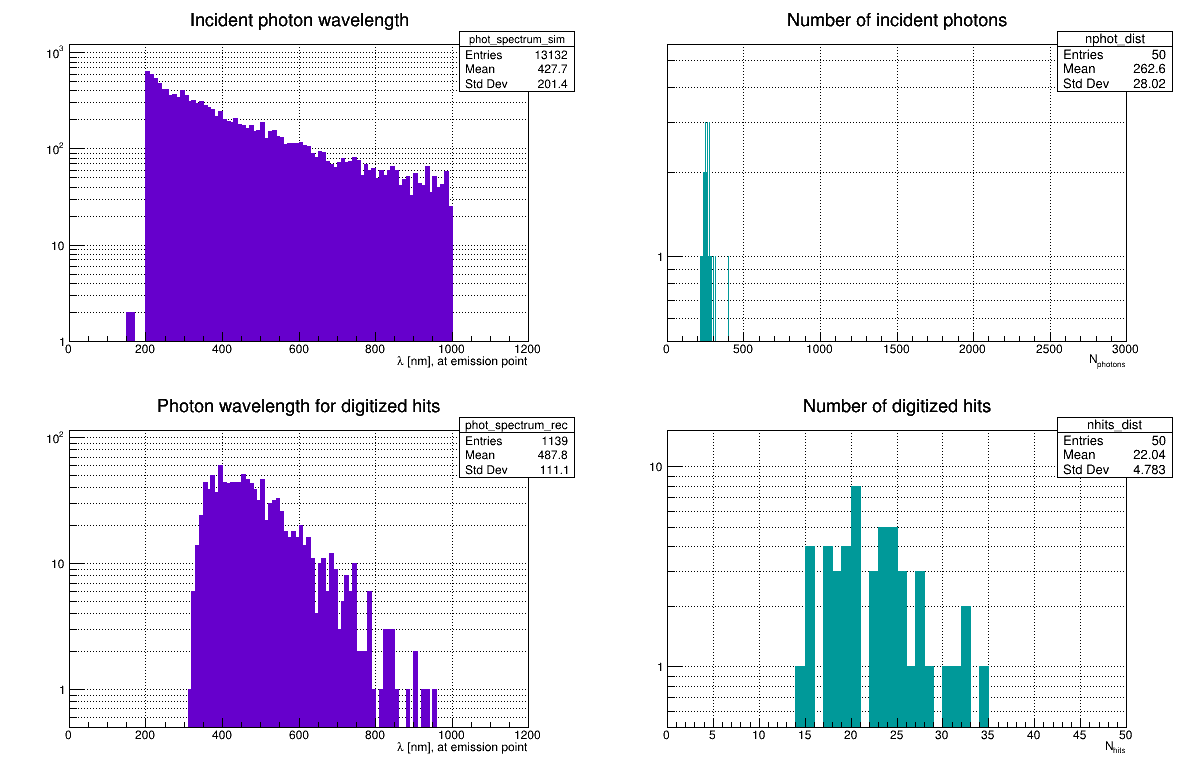 Incident photon wavelength
phot_spectrum_sim
Entries 13132
Mean 427.7
Std Dev 201.4
10³
10²
10
1
0 200 400 600 800 1000 1200
λ [nm], at emission point
Number of incident photons
nphot_dist
Entries 50
Mean 262.6
Std Dev 28.02
1
0 500 1000 1500 2000 2500 3000
Nphotons
Photon wavelength for digitized hits
phot_spectrum_rec
Entries 1139
Mean 487.8
Std Dev 111.1
10²
10
1
0 200 400 600 800 1000 1200
λ [nm], at emission point
Number of digitized hits
nhits_dist
Entries 50
Mean 22.04
Std Dev 4.783
10
1
0 5 10 15 20 25 30 35 40 45 50
Nhits